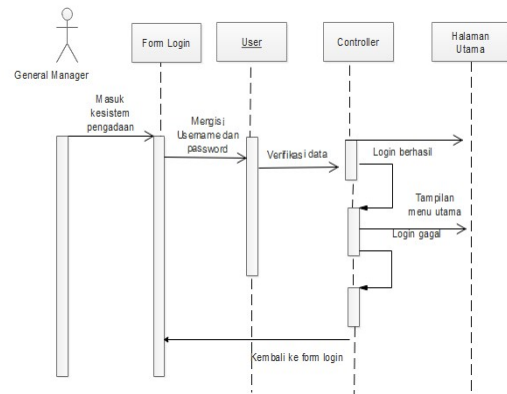 General Manager
Form Login
User
Controller
Halaman
Utama
Masuk
kesistem
pengadaan
Mengisi
Username dan
password
Verifikasi data
Login berhasil
Tampilan
menu utama
Login gagal
Kembali ke form login